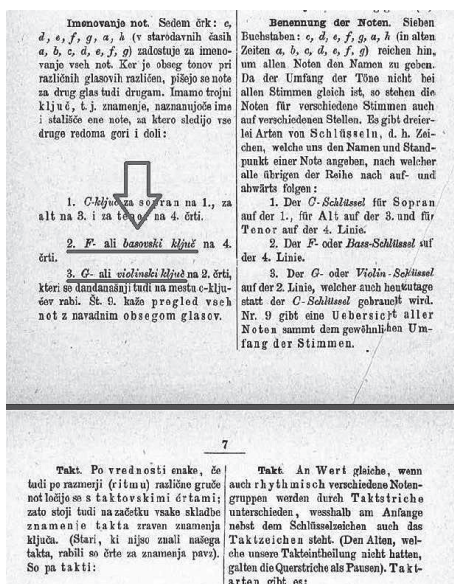 Imenovanje not. Sedem črk: c,
d, e, f, g, a, h (v starodavnih časih
a, b, c, d, e, f, g) zadostuje za imeno-
vanje vseh not. Ker je obseg tonov pri
različnih glasovih različen, pišejo se note
za drug glas tudi drugam. Imamo trojni
ključ, t. j. znamenje, naznanujoče ime
i stališče ene note, za ktero sledijo vse
druge redoma gori i doli:
1. C-ključ za sopran na 1., za
alt na 3. i za tenor na 4. črti.
2. F- ali basovski ključ na 4.
črti.
3. G- ali violinski ključ na 2. črti,
kteri se dandanašnji tudi na mestu c-klju-
čev rabi. Št. 9. kaže pregled vseh
not z navadnim obsegom glasov.
Benennung der Noten. Sieben
Buchstaben: c, d, e, f, g, a, h (in alten
Zeiten a, b, c, d, e, f, g) reichen hin,
um allen Noten den Namen zu geben.
Da der Umfang der Töne nicht bei
allen Stimmen gleich ist, so stehen die
Noten für verschiedene Stimmen auch
auf verschiedenen Stellen. Es gibt dreier-
lei Arten von Schlüsseln, d. h. Zei-
chen, welche uns den Namen und Stand-
punkt einer Note angeben, nach welcher
alle übrigen der Reihe nach auf- und
abwärts folgen:
1. Der C-Schlüssel für Sopran
auf der 1., für Alt auf der 3. und für
Tenor auf der 4. Linie.
2. Der F- oder Bass-Schlüssel auf
der 4. Linie.
3. Der G- oder Violin-Schlüssel
auf der 2. Linie, welcher auch heutzutage
statt der C-Schlüssel gebraucht wird.
Nr. 9 gibt eine Uebersicht aller
Noten sammt dem gewöhnlichen Um-
fang der Stimmen.
7
Takt. Po vrednosti enake, če
tudi po razmerji (ritmu) različne gruče
not ločijo se s taktovskimi črtami;
zato stoji tudi na začetku vsake skladbe
znamenje takta zraven znamenja
ključa. (Stari, ki nijso znali našega
takta, rabili so črte za znamenja pavz).
So pa takti:
Takt. An Wert gleiche, wenn
auch rhythmisch verschiedene Noten-
gruppen werden durch Taktstriche
unterschieden, wesshalb am Anfange
nebst dem Schlüsselzeichen auch das
Taktzeichen steht. (Den Alten, wel-
che unsere Takteintheilung nicht hatten,
galten die Querstriche als Pausen). Takt-
arten gibt es: